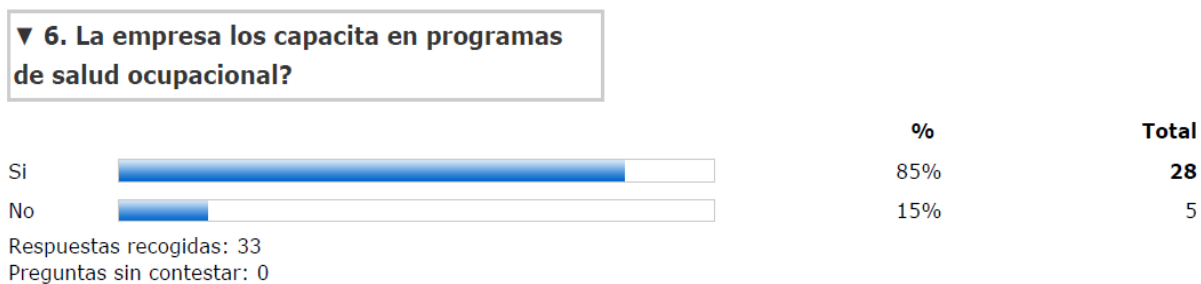 ▼ 6. La empresa los capacita en programas
de salud ocupacional?
% Total
Si 85% 28
No 15% 5
Respuestas recogidas: 33
Preguntas sin contestar: 0